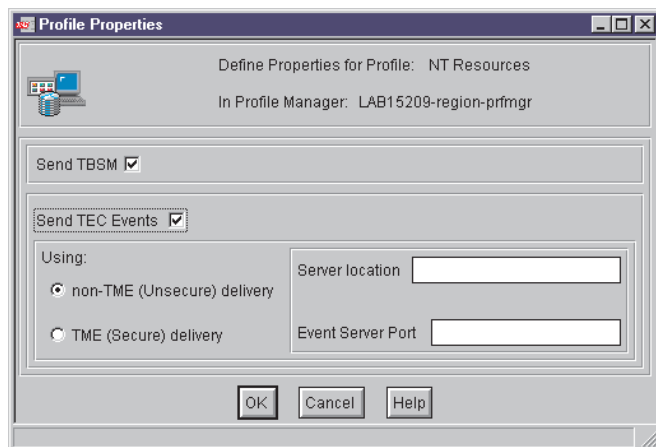 Profile Properties
Define Properties for Profile: NT Resources
In Profile Manager: LAB15209-region-prfmgr
Send TBSM
Send TEC Events
Using:
non-TME (Unsecure) delivery
TME (Secure) delivery
Server location
Event Server Port
OK Cancel Help